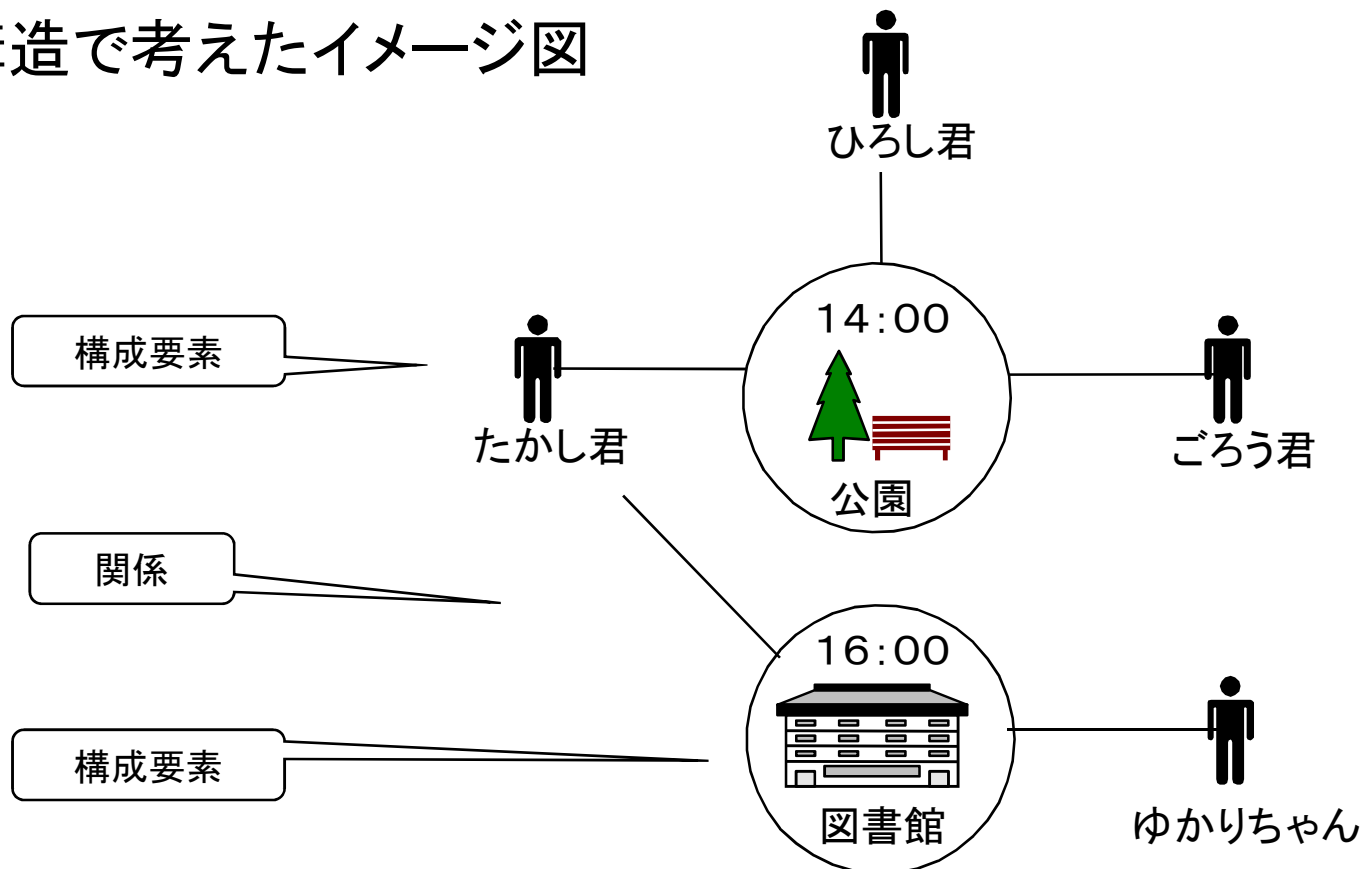 造で考えたイメージ図
ひろし君
14:00
構成要素
たかし君
ごろう君
公園
関係
16:00
構成要素
図書館
ゆかりちゃん